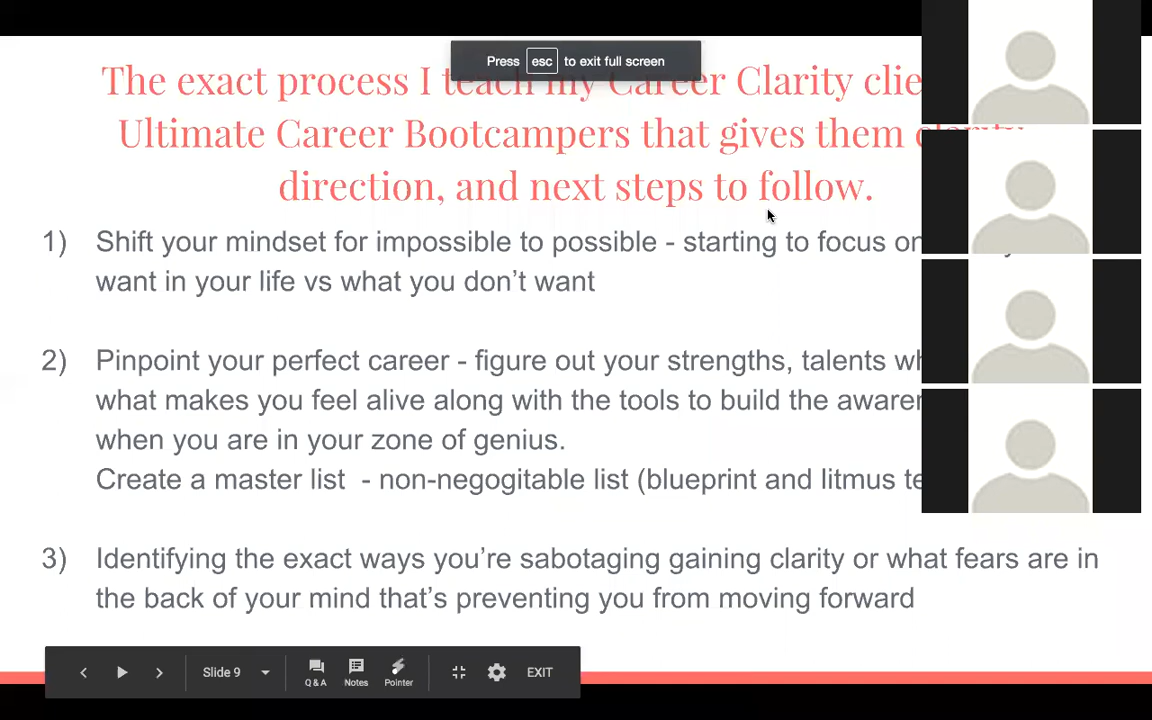 Press esc to exit full screen
The exact process I teach my Career Clarity
Ultimate Career Bootcampers that gives them
direction, and next steps to follow.
1) Shift your mindset for impossible to possible - starting to focus
want in your life vs what you don’t want
2) Pinpoint your perfect career - figure out your strengths, talents
what makes you feel alive along with the tools to build the
when you are in your zone of genius.
Create a master list - non-negogitable list (blueprint and litmus
3) Identifying the exact ways you’re sabotaging gaining clarity or what fears are in
the back of your mind that’s preventing you from moving forward
Slide 9 Q & A Notes Pointer EXIT